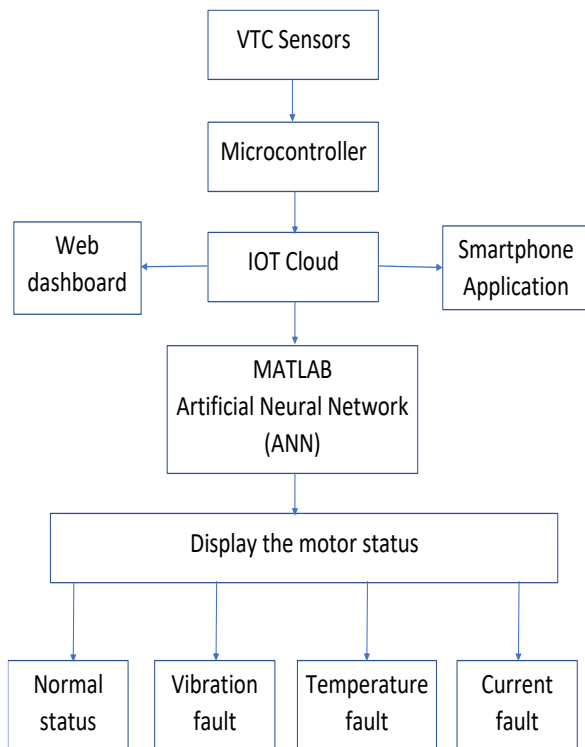 VTC Sensors
Microcontroller
Web
dashboard
IOT Cloud
Smartphone
Application
MATLAB
Artificial Neural Network
(ANN)
Display the motor status
Normal
status
Vibration
fault
Temperature
fault
Current
fault